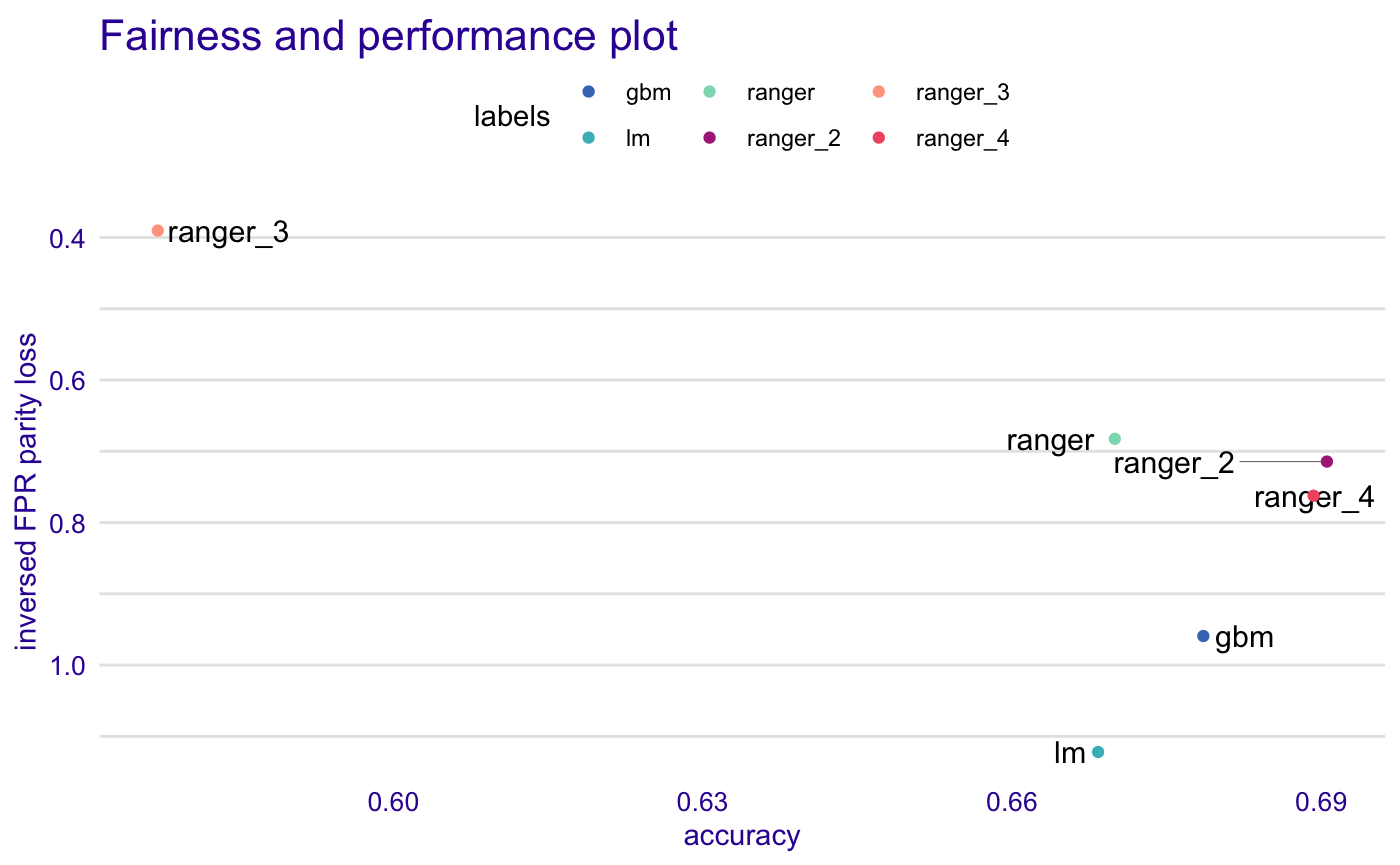 Fairness and performance plot
labels
gbm
ranger
ranger_3
lm
ranger_2
ranger_4
inversed FPR parity loss
0.4
0.6
0.8
1.0
ranger_3
ranger
ranger_2
ranger_4
gbm
lm
0.60
0.63
0.66
0.69
accuracy